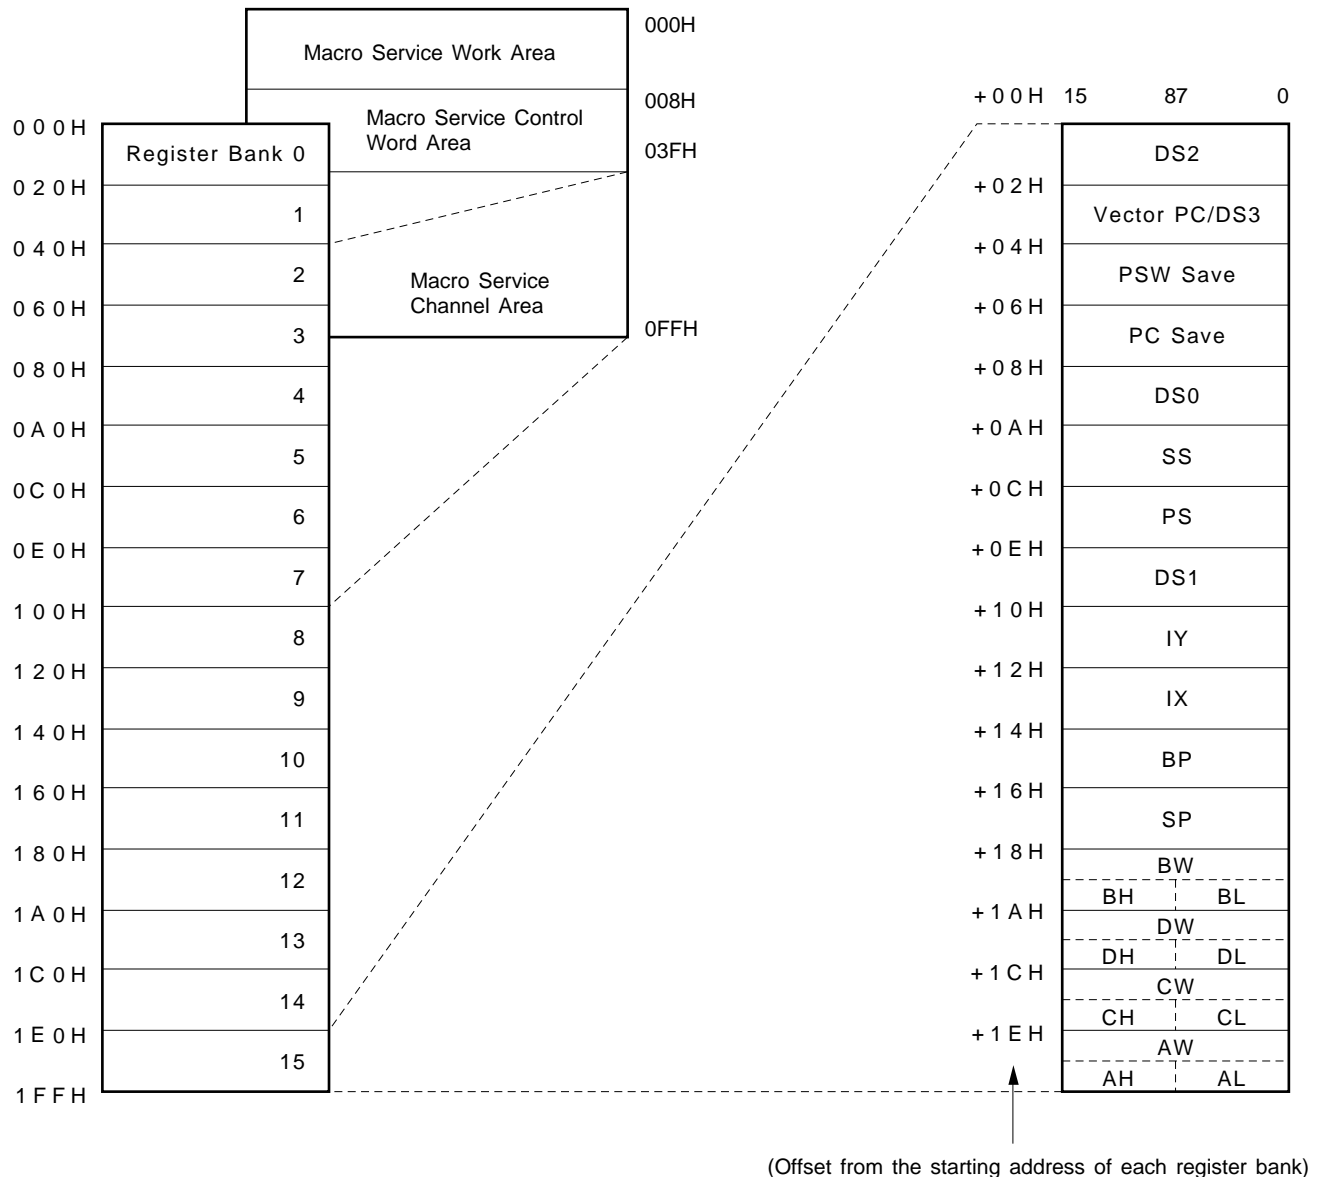 000H
Macro Service Work Area
008H
Macro Service Control
Word Area
03FH
Macro Service
Channel Area
0FFH
000H
Register Bank 0
020H
1
040H
2
060H
3
080H
4
0A0H
5
0C0H
6
0E0H
7
100H
8
120H
9
140H
10
160H
11
180H
12
1A0H
13
1C0H
14
1E0H
15
1FFH
+00H 15 87 0
DS2
+02H
Vector PC/DS3
+04H
PSW Save
+06H
PC Save
+08H
DS0
+0AH
SS
+0CH
PS
+0EH
DS1
+10H
IY
+12H
IX
+14H
BP
+16H
SP
+18H
BW
BH BL
+1AH
DW
DH DL
+1CH
CW
CH CL
+1EH
AW
AH AL
(Offset from the starting address of each register bank)